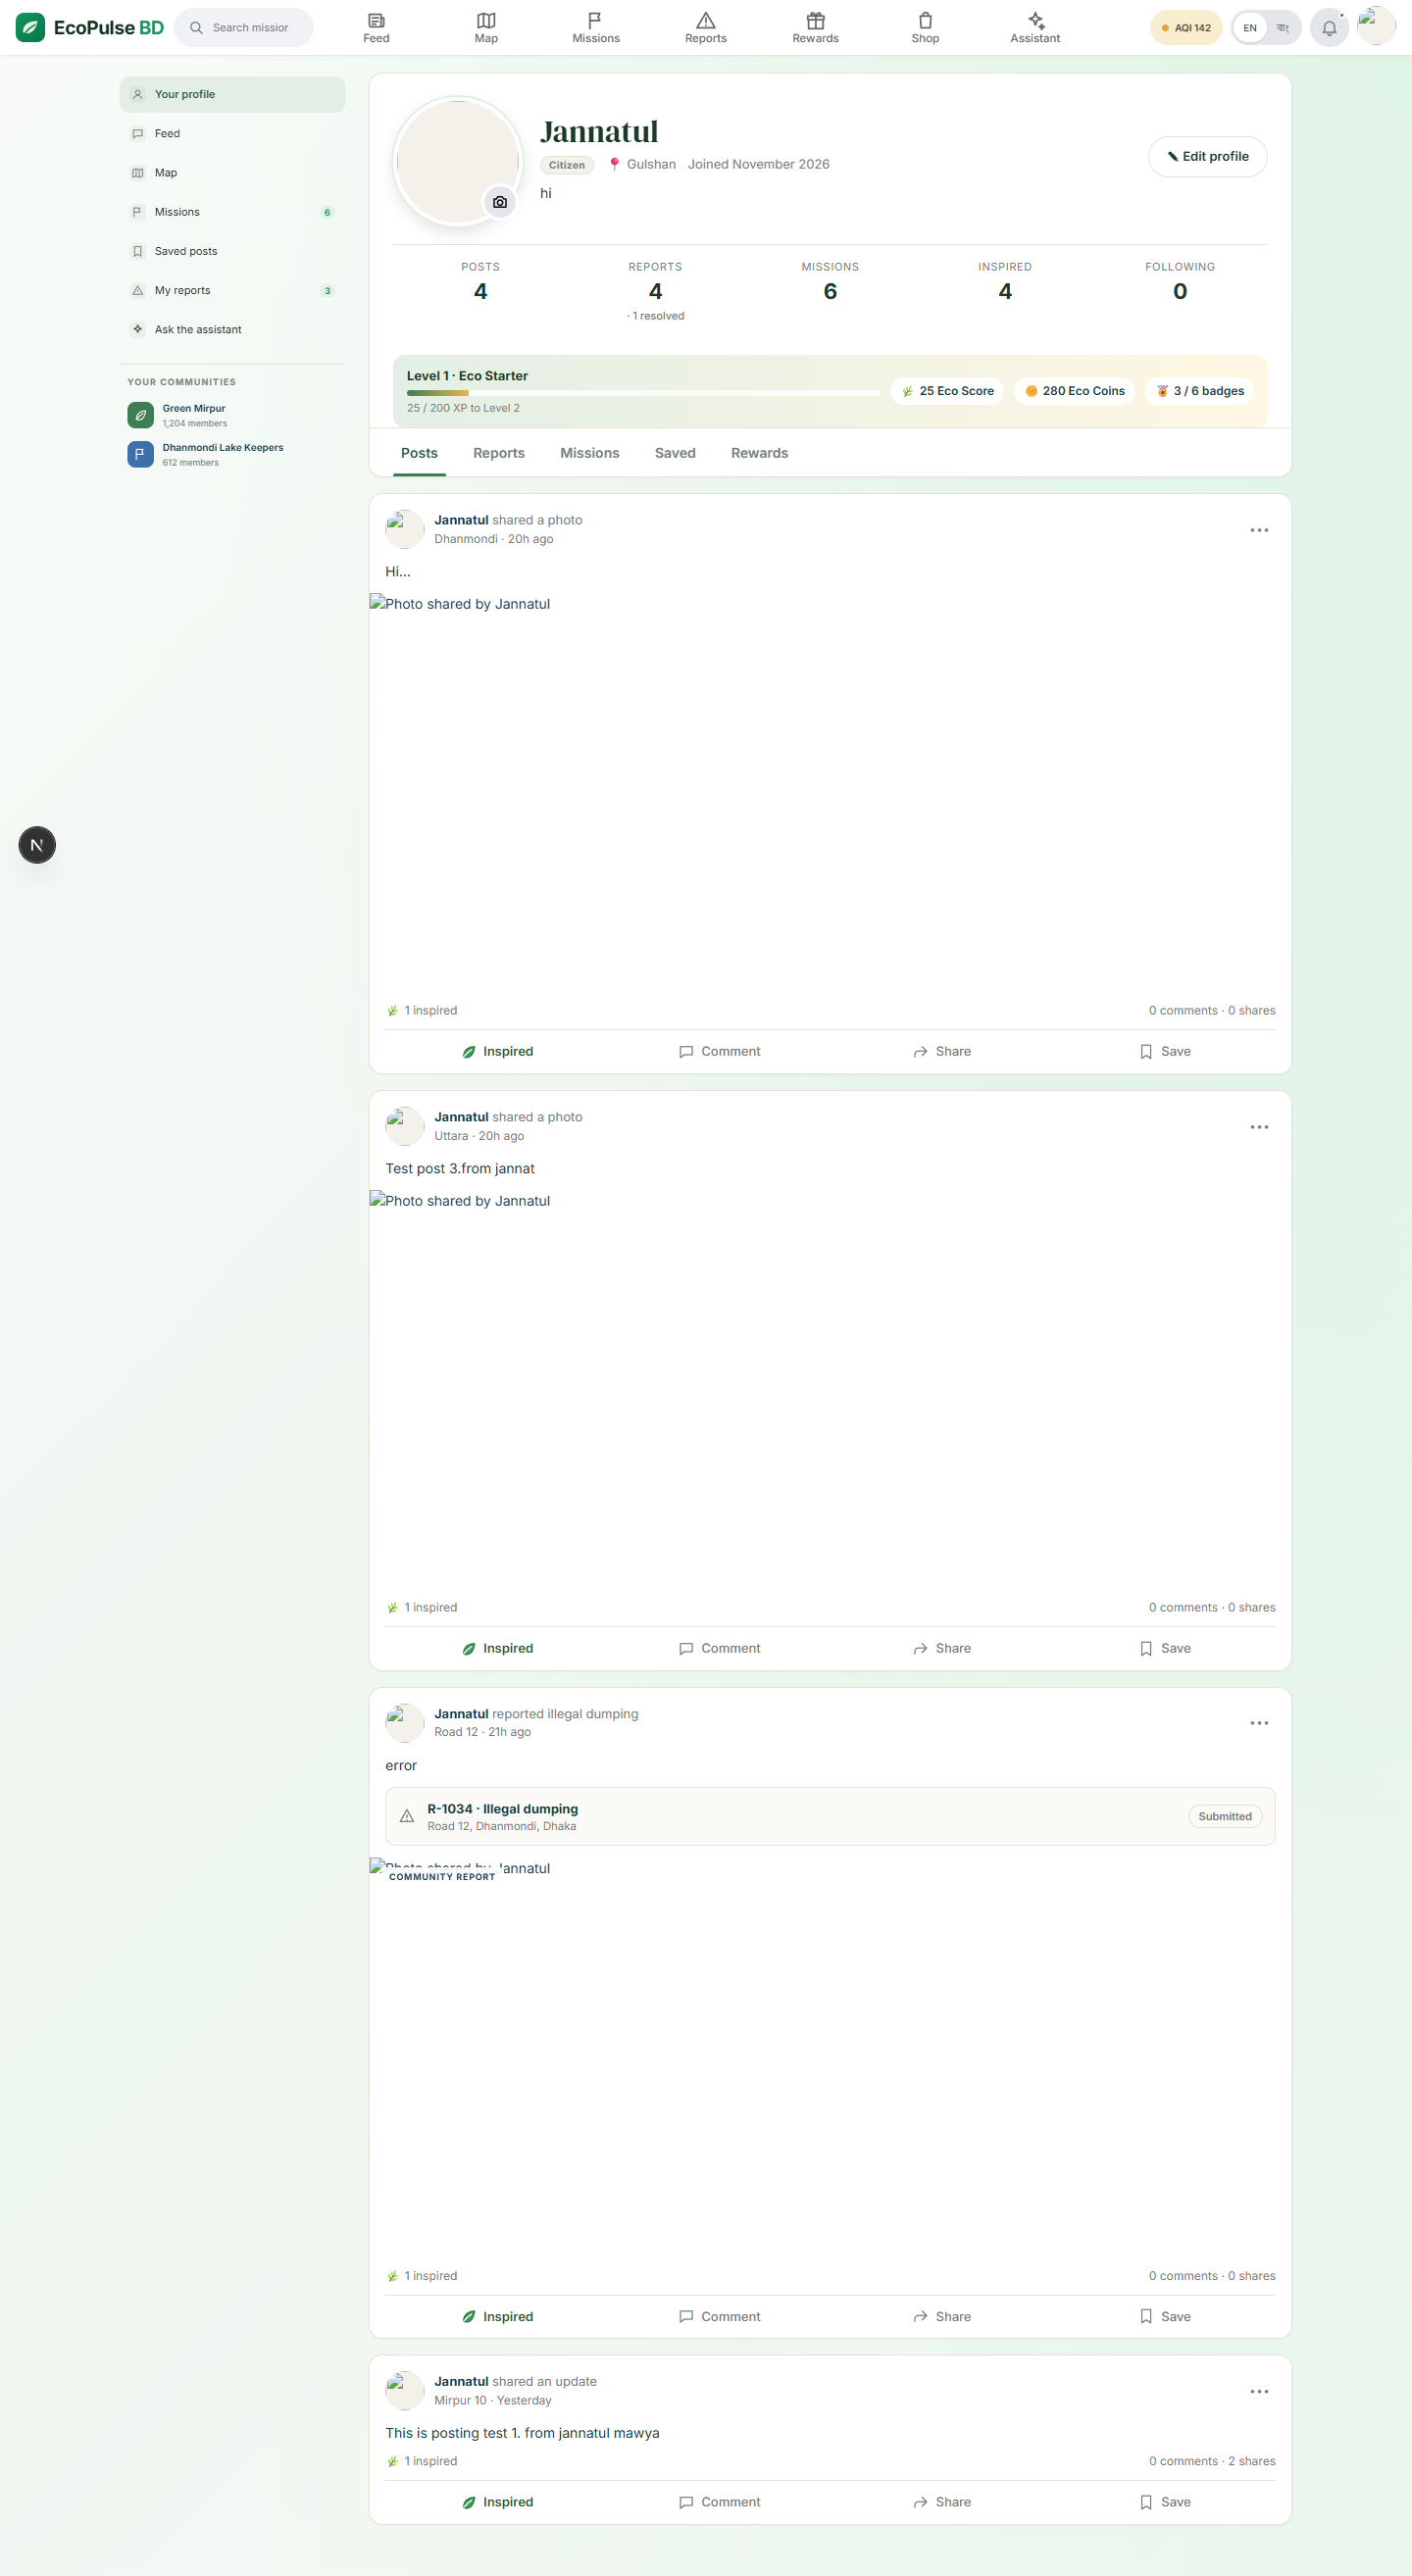 EcoPulse BD
Search mission
Feed
Map
Missions
Reports
Rewards
Shop
Assistant
AQI 142
EN
বাং
Your profile
Feed
Map
Missions
6
Saved posts
My reports
3
Ask the assistant
YOUR COMMUNITIES
Green Mirpur
1,204 members
Dhanmondi Lake Keepers
612 members
N
Jannatul
Citizen
Gulshan Joined November 2026
hi
Edit profile
POSTS
4
REPORTS
4
· 1 resolved
MISSIONS
6
INSPIRED
4
FOLLOWING
0
Level 1 · Eco Starter
25 / 200 XP to Level 2
25 Eco Score
280 Eco Coins
3 / 6 badges
Posts
Reports
Missions
Saved
Rewards
Jannatul shared a photo
Dhanmondi · 20h ago
Hi...
Photo shared by Jannatul
1 inspired
0 comments · 0 shares
Inspired
Comment
Share
Save
Jannatul shared a photo
Uttara · 20h ago
Test post 3.from jannat
Photo shared by Jannatul
1 inspired
0 comments · 0 shares
Inspired
Comment
Share
Save
Jannatul reported illegal dumping
Road 12 · 21h ago
error
R-1034 · Illegal dumping
Road 12, Dhanmondi, Dhaka
Submitted
Photo shared by Jannatul
COMMUNITY REPORT
1 inspired
0 comments · 0 shares
Inspired
Comment
Share
Save
Jannatul shared an update
Mirpur 10 · Yesterday
This is posting test 1. from jannatul mawya
1 inspired
0 comments · 2 shares
Inspired
Comment
Share
Save